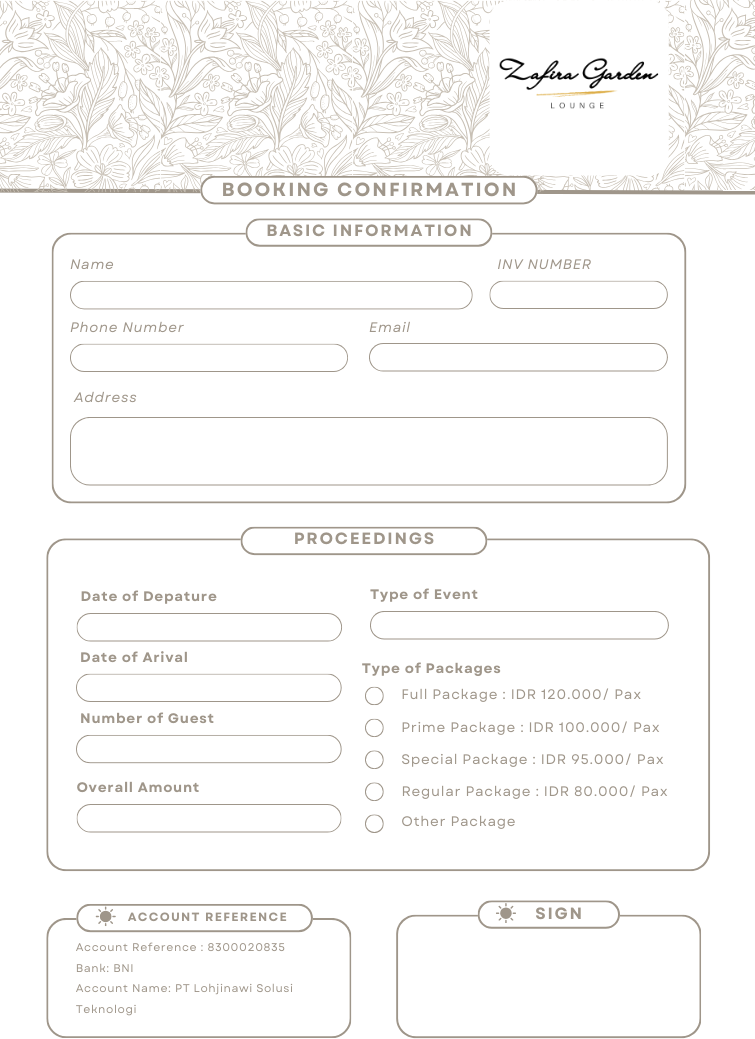 Zafira Garden
LOUNGE
BOOKING CONFIRMATION
BASIC INFORMATION
Name
INV NUMBER
Phone Number
Email
Address
PROCEEDINGS
Date of Depature
Type of Event
Date of Arival
Type of Packages
Full Package : IDR 120.000/ Pax
Number of Guest
Prime Package : IDR 100.000/ Pax
Special Package : IDR 95.000/ Pax
Overall Amount
Regular Package : IDR 80.000/ Pax
Other Package
ACCOUNT REFERENCE
SIGN
Account Reference : 8300020835
Bank: BNI
Account Name: PT Lohjinawi Solusi
Teknologi